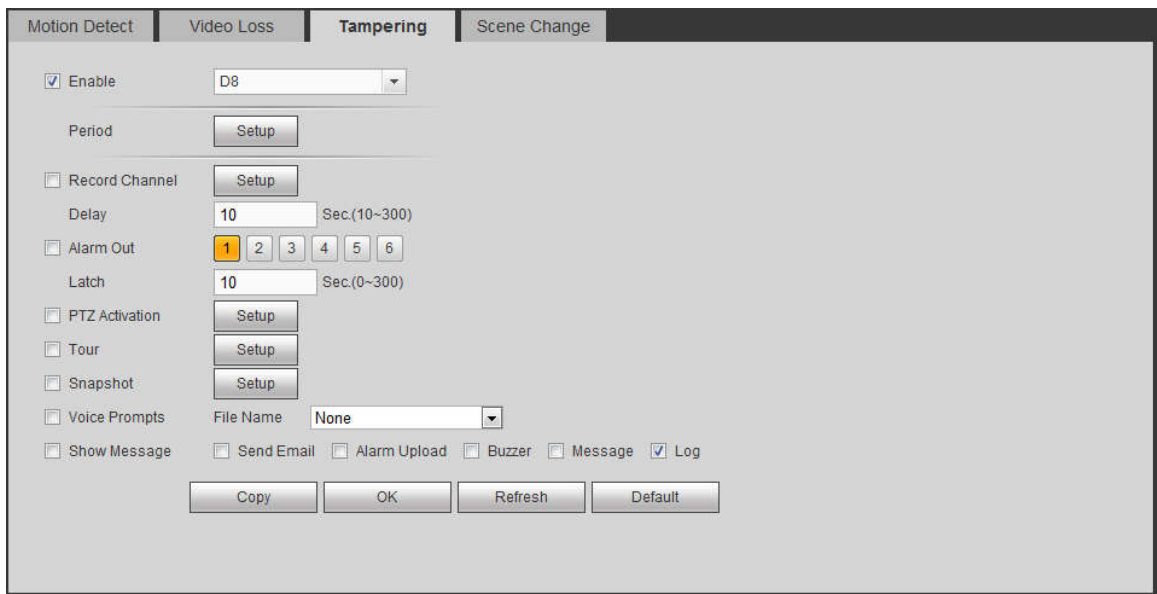 Motion Detect Video Loss Tampering Scene Change
Enable D8
Period Setup
Record Channel Setup
Delay 10 Sec.(10~300)
Alarm Out 1 2 3 4 5 6
Latch 10 Sec.(0~300)
PTZ Activation Setup
Tour Setup
Snapshot Setup
Voice Prompts File Name None
Show Message Send Email Alarm Upload Buzzer Message Log
Copy OK Refresh Default